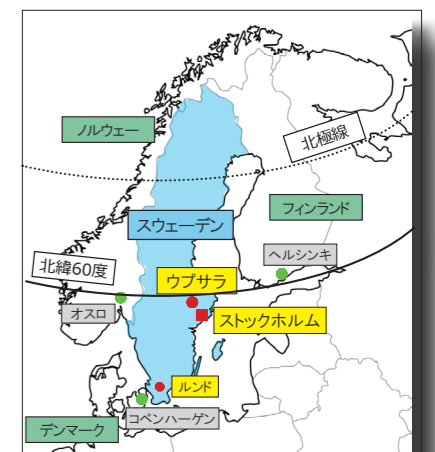 ノルウェー
北極線
フィンランド
スウェーデン
ヘルシンキ
北緯60度
ウプサラ
オスロ
ストックホルム
ルンド
コペンハーゲン
デンマーク